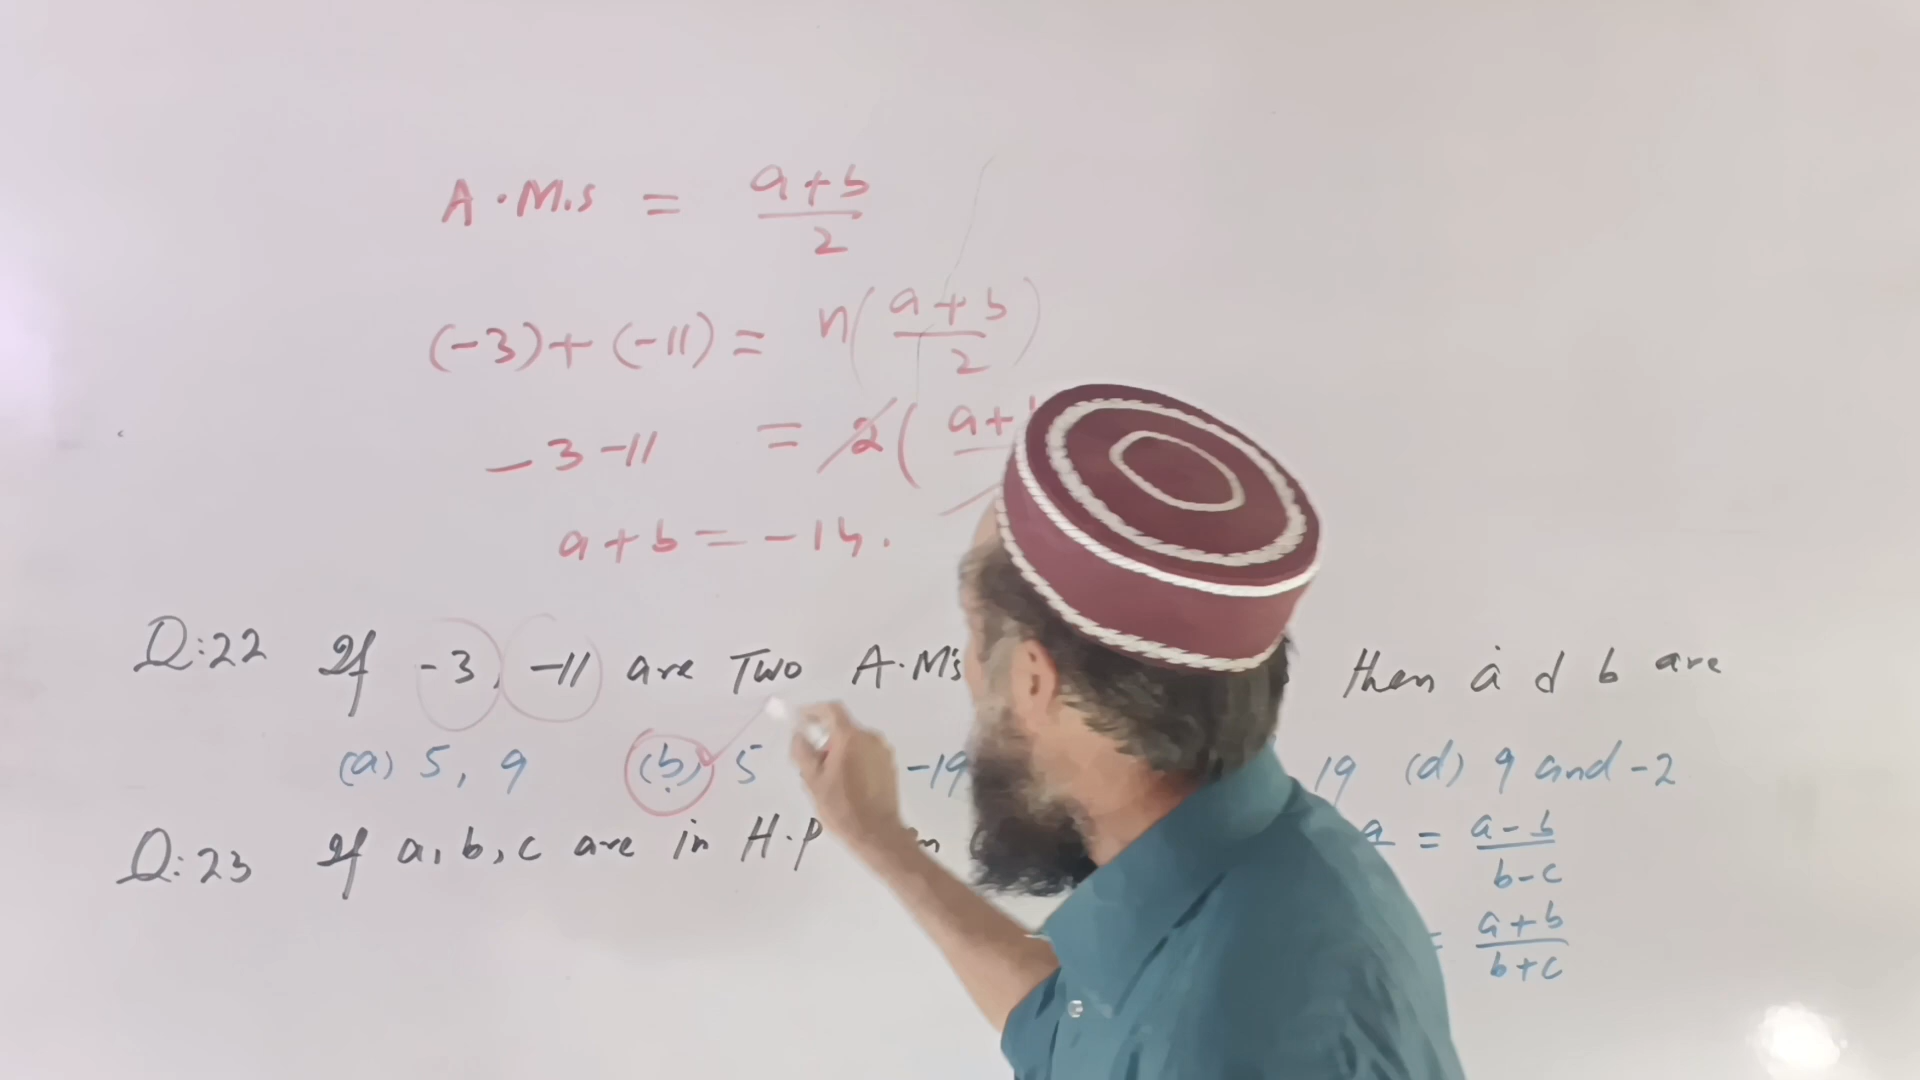 A.M.s = a+b/2
(-3)+(-11) = n(a+b/2)
-3-11 = 2(a+
a+b = -14.
Q:22 If -3, -11 are Two A.M's then a d b are
(a) 5, 9 (b) 5 -19 19 (d) 9 and -2
Q:23 If a, b, c are in H.P a = a-b/b-c
= a+b/b+c